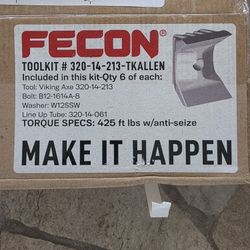 FECON®
TOOLKIT # 320-14-213-TKALLEN
Included in this kit-Qty 6 of each:
Tool: Viking Axe 320-14-213
Bolt: B12-1614A-8
Washer: W12SSW
Line Up Tube: 320-14-061
TORQUE SPECS: 425 ft lbs w/anti-seize
MAKE IT HAPPEN